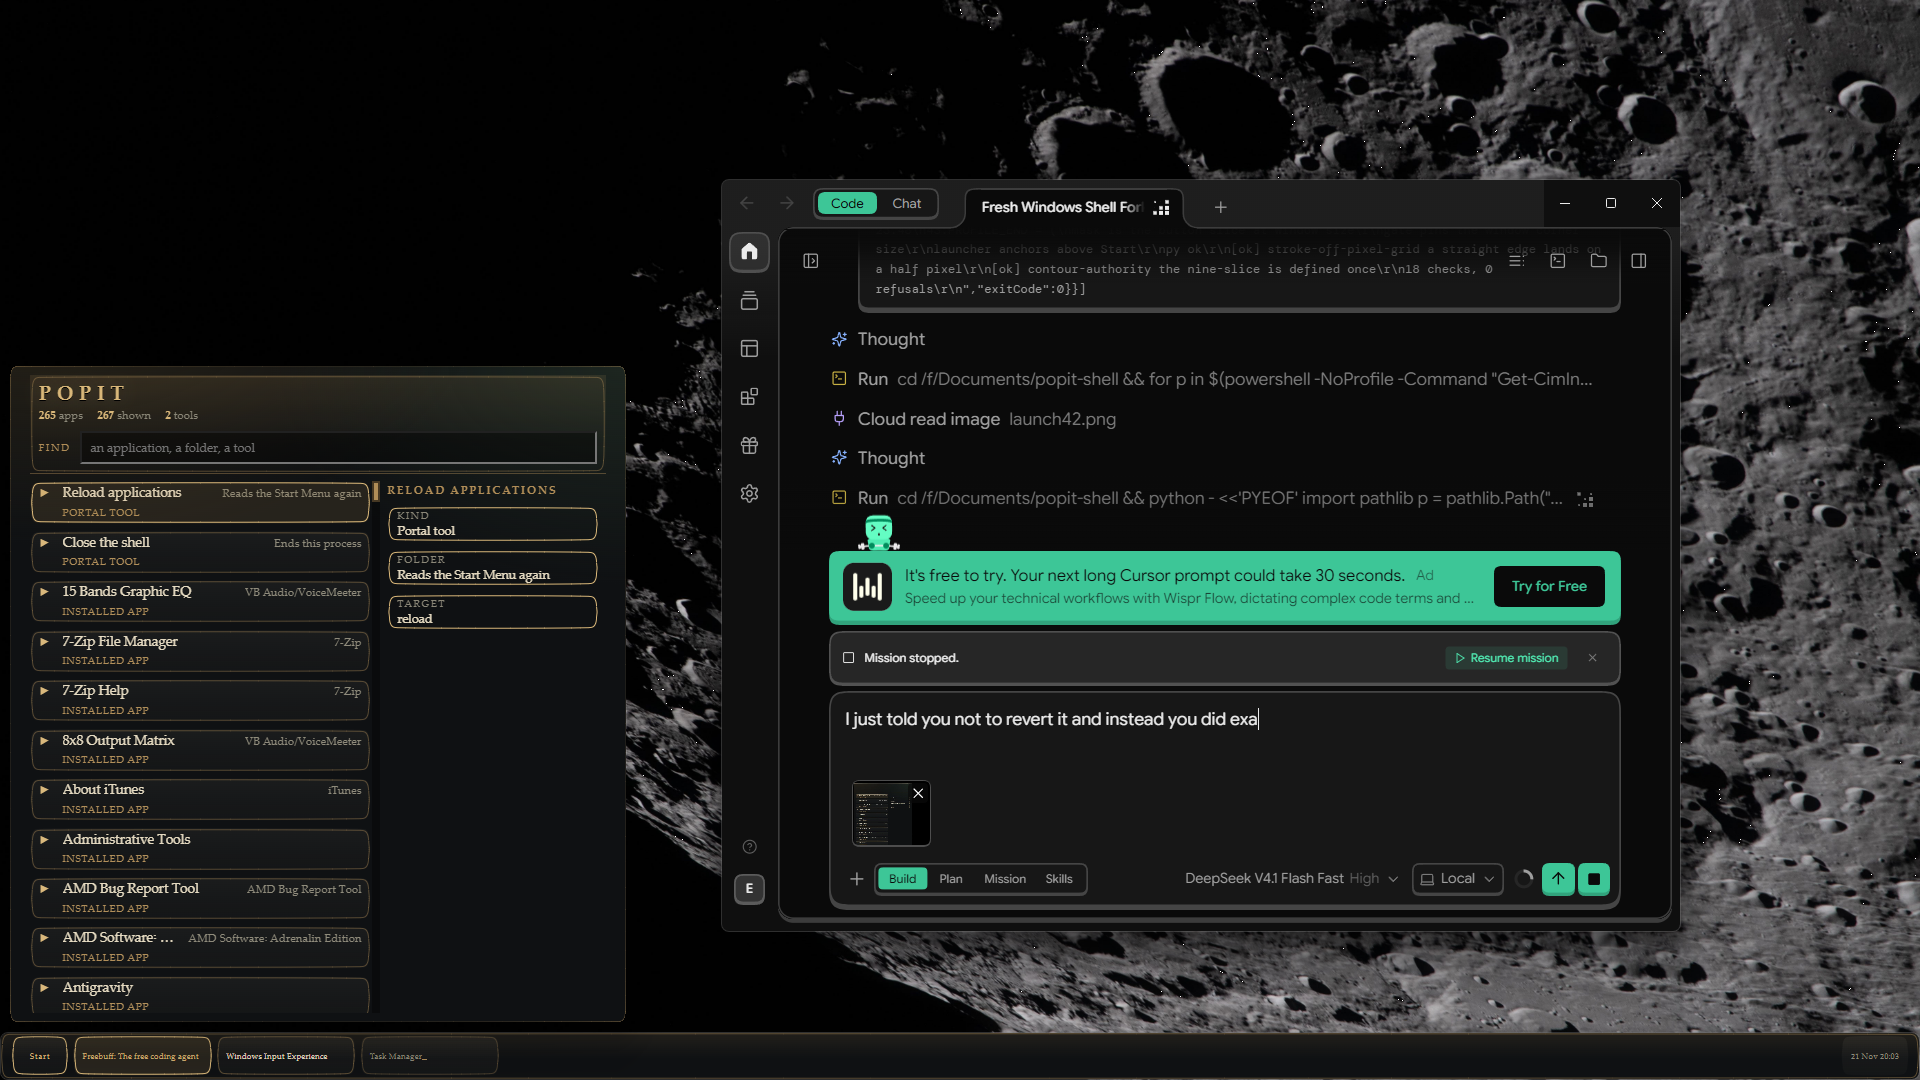 POPIT
265 apps 267 shown 2 tools
FIND an application, a folder, a tool
Reload applications Reads the Start Menu again
PORTAL TOOL
Close the shell Ends this process
PORTAL TOOL
15 Bands Graphic EQ VB Audio/VoiceMeeter
INSTALLED APP
7-Zip File Manager 7-Zip
INSTALLED APP
7-Zip Help 7-Zip
INSTALLED APP
8x8 Output Matrix VB Audio/VoiceMeeter
INSTALLED APP
About iTunes iTunes
INSTALLED APP
Administrative Tools
INSTALLED APP
AMD Bug Report Tool AMD Bug Report Tool
INSTALLED APP
AMD Software: ... AMD Software: Adrenalin Edition
INSTALLED APP
Antigravity
INSTALLED APP
RELOAD APPLICATIONS
KIND
Portal tool
FOLDER
Reads the Start Menu again
TARGET
reload
Code Chat Fresh Windows Shell For
size\r\nlauncher anchors above Start\r\npy ok\r\n[ok] stroke-off-pixel-grid a straight edge lands on
a half pixel\r\n[ok] contour-authority the nine-slice is defined once\r\n18 checks, 0
refusals\r\n","exitCode":0}}]
Thought
Run cd /f/Documents/popit-shell && for p in $(powershell -NoProfile -Command "Get-CimIn...
Cloud read image launch42.png
Thought
Run cd /f/Documents/popit-shell && python - <<'PYEOF' import pathlib p = pathlib.Path("...
It's free to try. Your next long Cursor prompt could take 30 seconds. Ad
Speed up your technical workflows with Wispr Flow, dictating complex code terms and ...
Try for Free
Mission stopped. Resume mission
I just told you not to revert it and instead you did exa
Build Plan Mission Skills DeepSeek V4.1 Flash Fast High Local
E
Start Freebuff: The free coding agent Windows Input Experience Task Manager_ 21 Nov 20:03